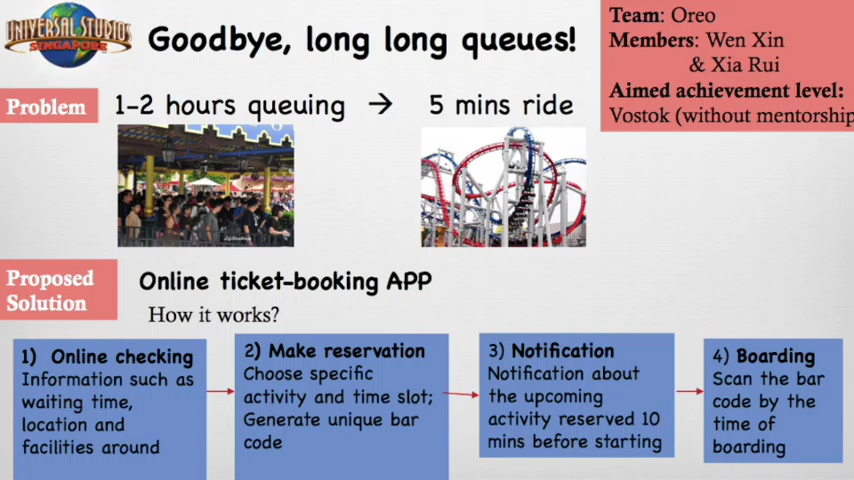 UNIVERSAL STUDIOS
SINGAPORE
Goodbye, long long queues!
Team: Oreo
Members: Wen Xin
& Xia Rui
Aimed achievement level:
Vostok (without mentorship
Problem
1-2 hours queuing → 5 mins ride
Proposed
Solution
Online ticket-booking APP
How it works?
1) Online checking
Information such as
waiting time,
location and
facilities around
2) Make reservation
Choose specific
activity and time slot;
Generate unique bar
code
3) Notification
Notification about
the upcoming
activity reserved 10
mins before starting
4) Boarding
Scan the bar
code by the
time of
boarding